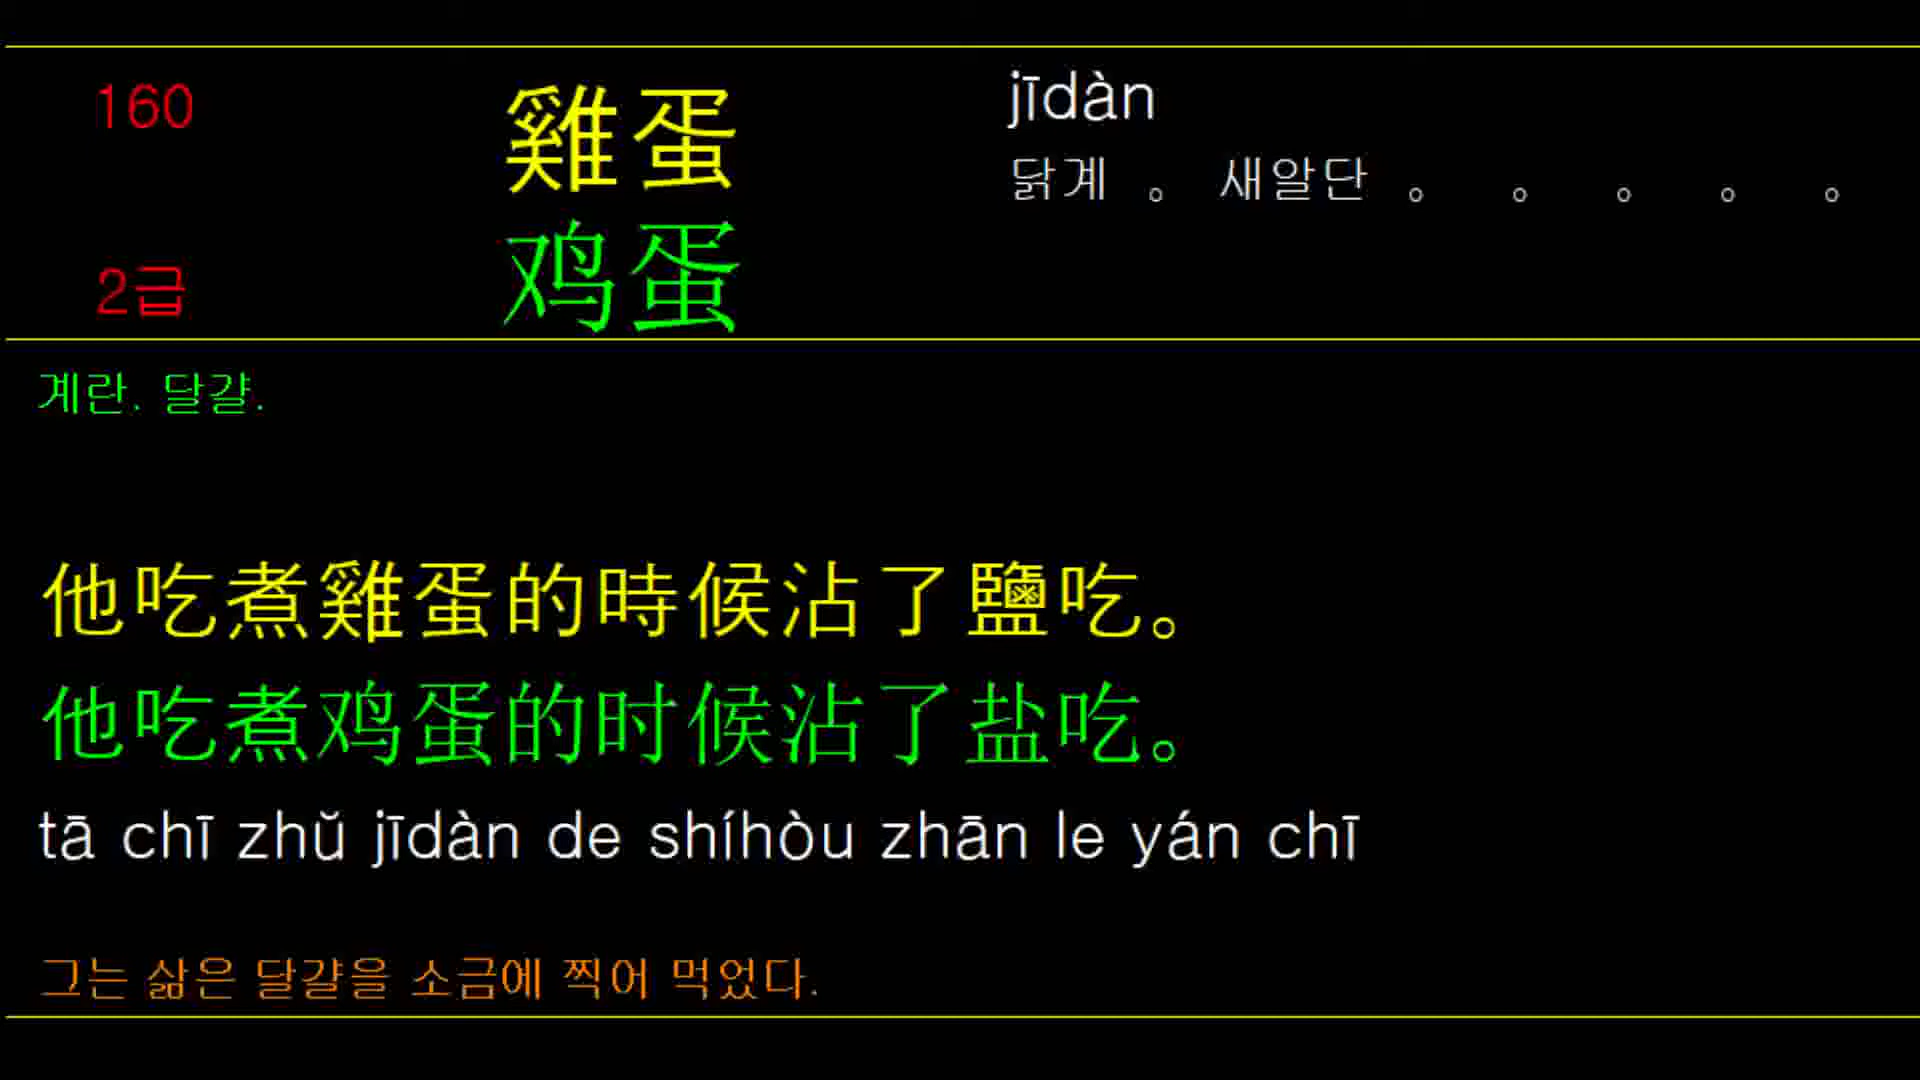 160
雞蛋
jīdàn
닭계 。 새알단 。 。 。 。 。
2급
鸡蛋
계란. 달걀.
他吃煮雞蛋的時候沾了鹽吃。
他吃煮鸡蛋的时候沾了盐吃。
tā chī zhŭ jīdàn de shíhòu zhān le yán chī
그는 삶은 달걀을 소금에 찍어 먹었다.